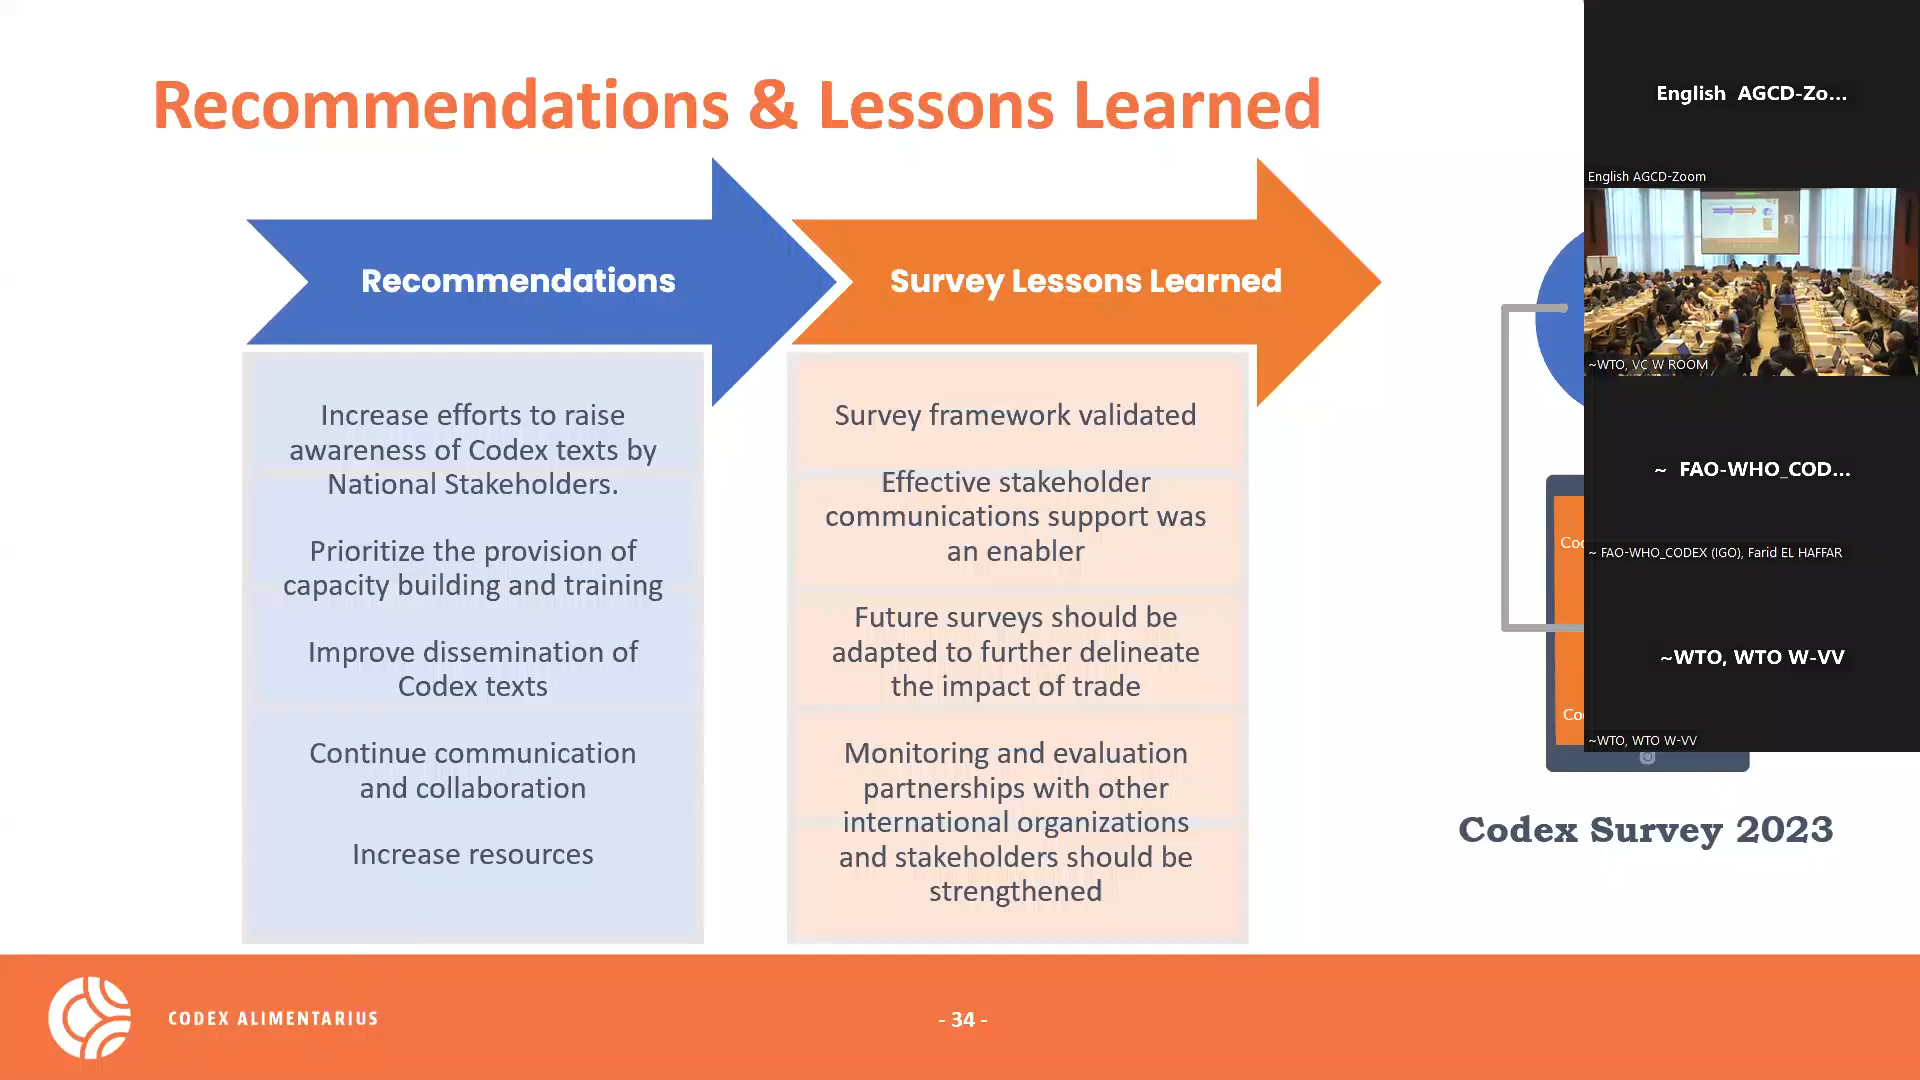 Recommendations & Lessons Learned
Recommendations
Increase efforts to raise
awareness of Codex texts by
National Stakeholders.
Prioritize the provision of
capacity building and training
Improve dissemination of
Codex texts
Continue communication
and collaboration
Increase resources
Survey Lessons Learned
Survey framework validated
Effective stakeholder
communications support was
an enabler
Future surveys should be
adapted to further delineate
the impact of trade
Monitoring and evaluation
partnerships with other
international organizations
and stakeholders should be
strengthened
Codex Survey 2023
CODEX ALIMENTARIUS
- 34 -
English AGCD-Zo...
English AGCD-Zoom
~WTO, VC W ROOM
~ FAO-WHO_COD...
~ FAO-WHO_CODEX (IGO), Farid EL HAFFAR
~WTO, WTO W-VV
~WTO, WTO W-VV